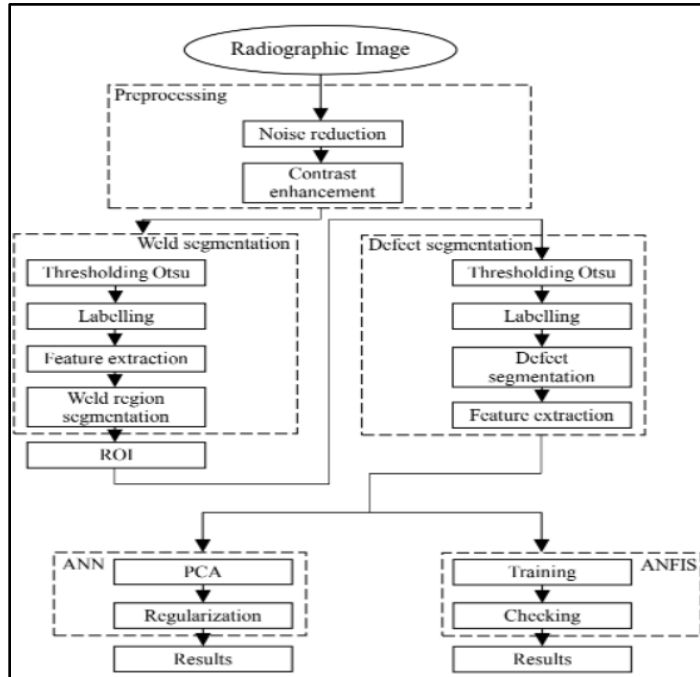 Radiographic Image
Preprocessing
Noise reduction
Contrast
enhancement
Weld segmentation
Thresholding Otsu
Labelling
Feature extraction
Weld region
segmentation
ROI
Defect segmentation
Thresholding Otsu
Labelling
Defect
segmentation
Feature extraction
ANN
PCA
Regularization
Results
ANFIS
Training
Checking
Results